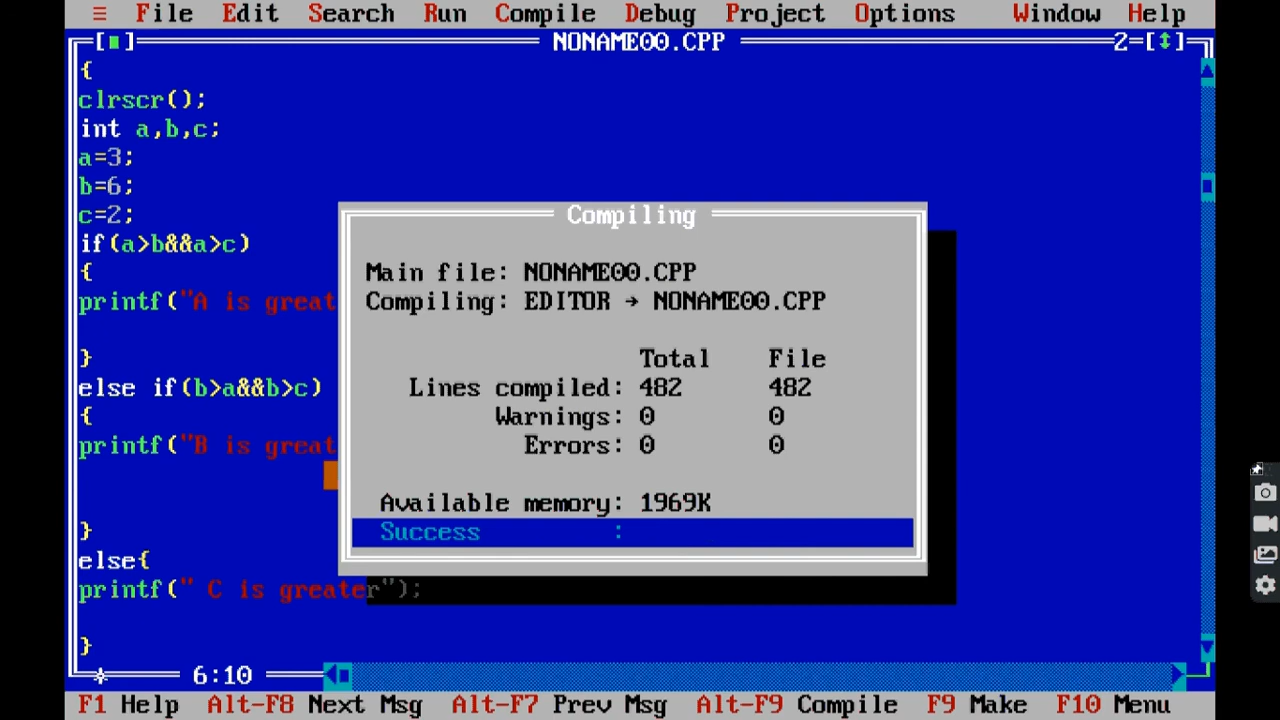 ≡ File Edit Search Run Compile Debug Project Options Window Help
[■] NONAME00.CPP 2=[↕]
{
clrscr();
int a,b,c;
a=3;
b=6;
c=2;
if(a>b&&a>c)
{
printf("A is great
}
else if(b>a&&b>c)
{
printf("B is great
}
else{
printf(" C is greater");
}
Compiling
Main file: NONAME00.CPP
Compiling: EDITOR → NONAME00.CPP
Total File
Lines compiled: 482 482
Warnings: 0 0
Errors: 0 0
Available memory: 1969K
Success :
6:10
F1 Help Alt-F8 Next Msg Alt-F7 Prev Msg Alt-F9 Compile F9 Make F10 Menu